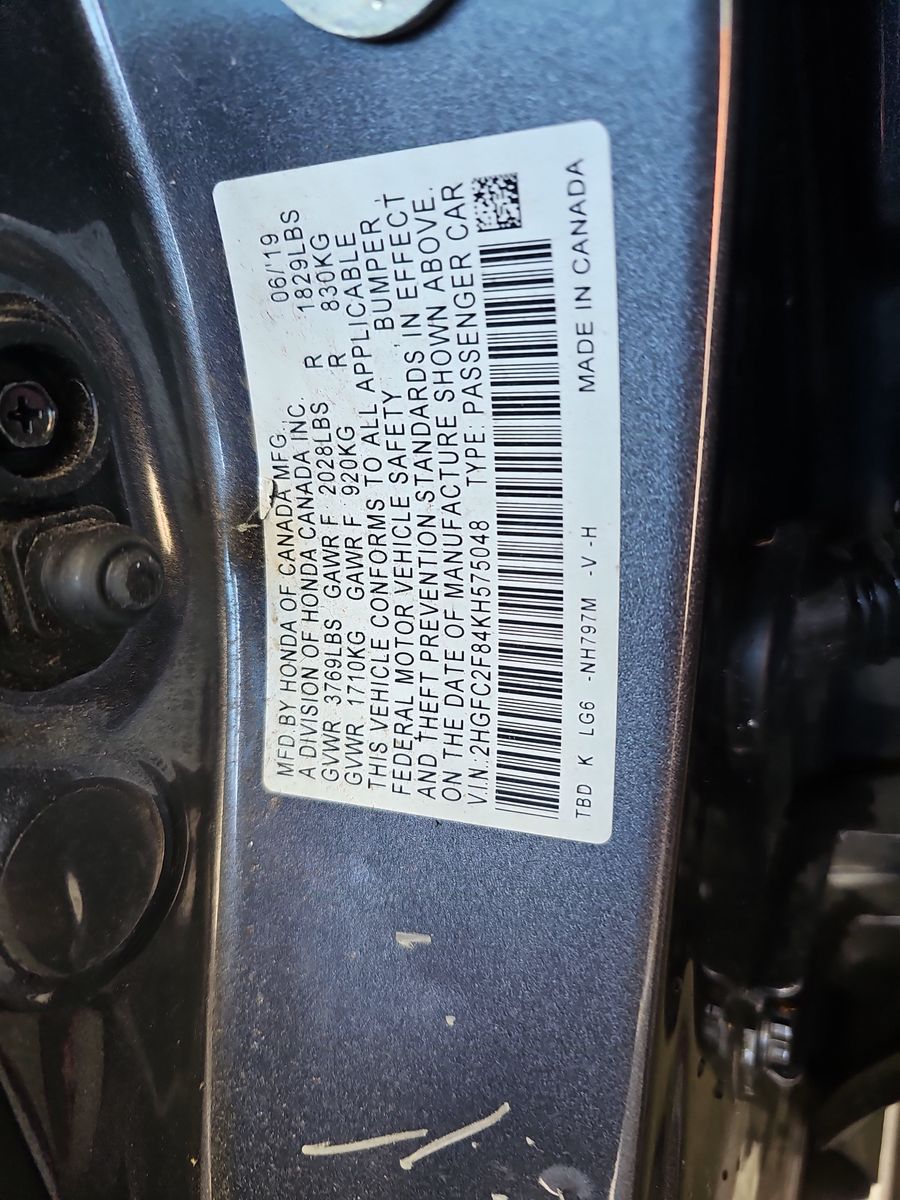 MFD.BY HONDA OF CANADA MFG. 06/19
A DIVISION OF HONDA CANADA INC.
GVWR 3769LBS GAWR F 2028LBS R 1829LBS
GVWR 1710KG GAWR F 920KG R 830KG
THIS VEHICLE CONFORMS TO ALL APPLICABLE
FEDERAL MOTOR VEHICLE SAFETY, BUMPER,
AND THEFT PREVENTION STANDARDS IN EFFECT
ON THE DATE OF MANUFACTURE SHOWN ABOVE.
V.I.N.:2HGFC2F84KH575048 TYPE: PASSENGER CAR
TBD K LG6 -NH797M -V -H MADE IN CANADA